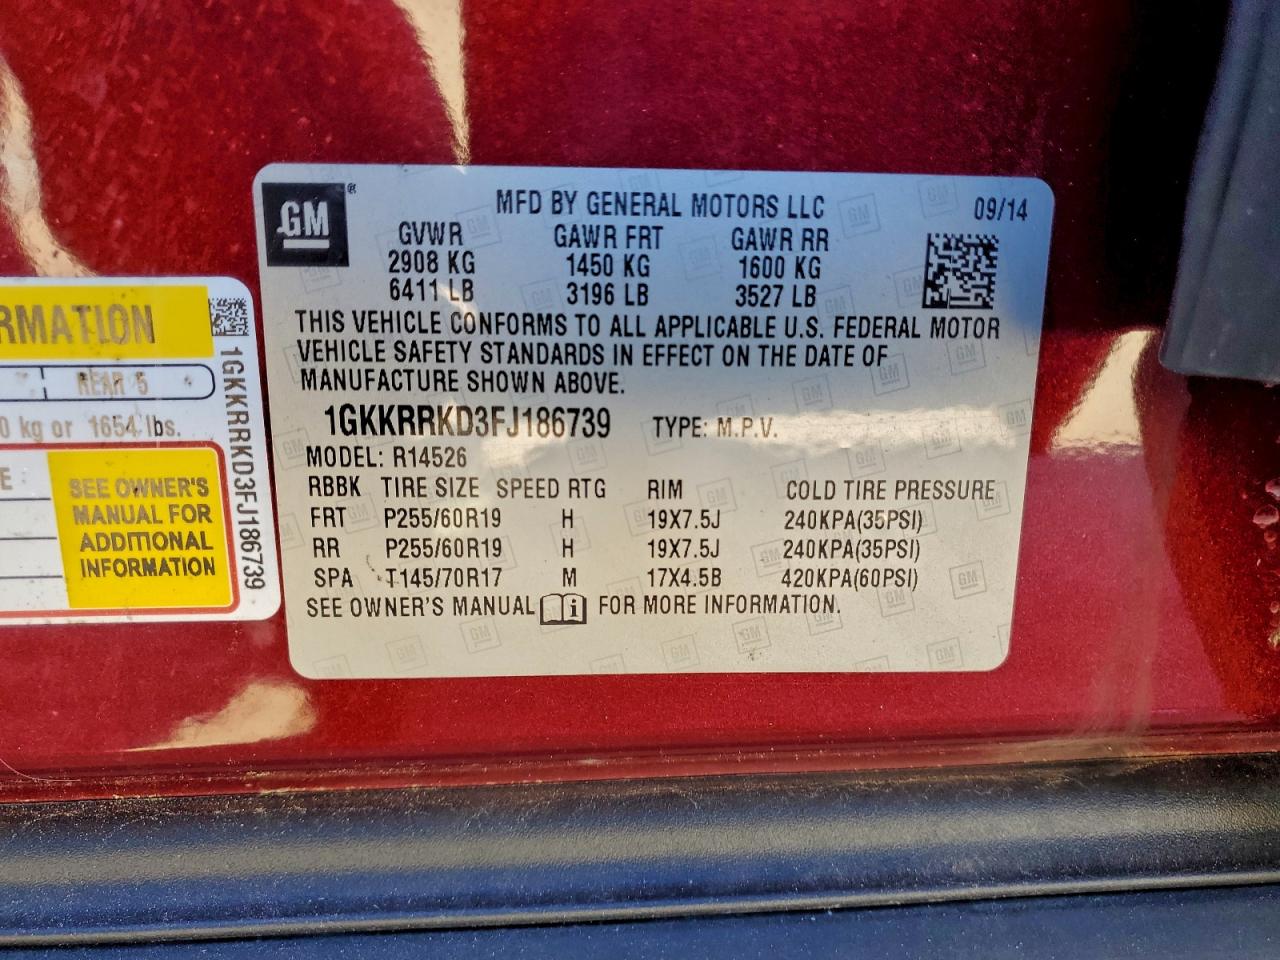 GM ®
MFD BY GENERAL MOTORS LLC 09/14
GVWR GAWR FRT GAWR RR
2908 KG 1450 KG 1600 KG
6411 LB 3196 LB 3527 LB
THIS VEHICLE CONFORMS TO ALL APPLICABLE U.S. FEDERAL MOTOR
VEHICLE SAFETY STANDARDS IN EFFECT ON THE DATE OF
MANUFACTURE SHOWN ABOVE.
1GKKRRKD3FJ186739 TYPE: M.P.V.
MODEL: R14526
RBBK TIRE SIZE SPEED RTG RIM COLD TIRE PRESSURE
FRT P255/60R19 H 19X7.5J 240KPA(35PSI)
RR P255/60R19 H 19X7.5J 240KPA(35PSI)
SPA T145/70R17 M 17X4.5B 420KPA(60PSI)
SEE OWNER'S MANUAL i FOR MORE INFORMATION.
RMATION
REAR 5
0 kg or 1654 lbs.
E
SEE OWNER'S
MANUAL FOR
ADDITIONAL
INFORMATION
1GKKRRKD3FJ186739